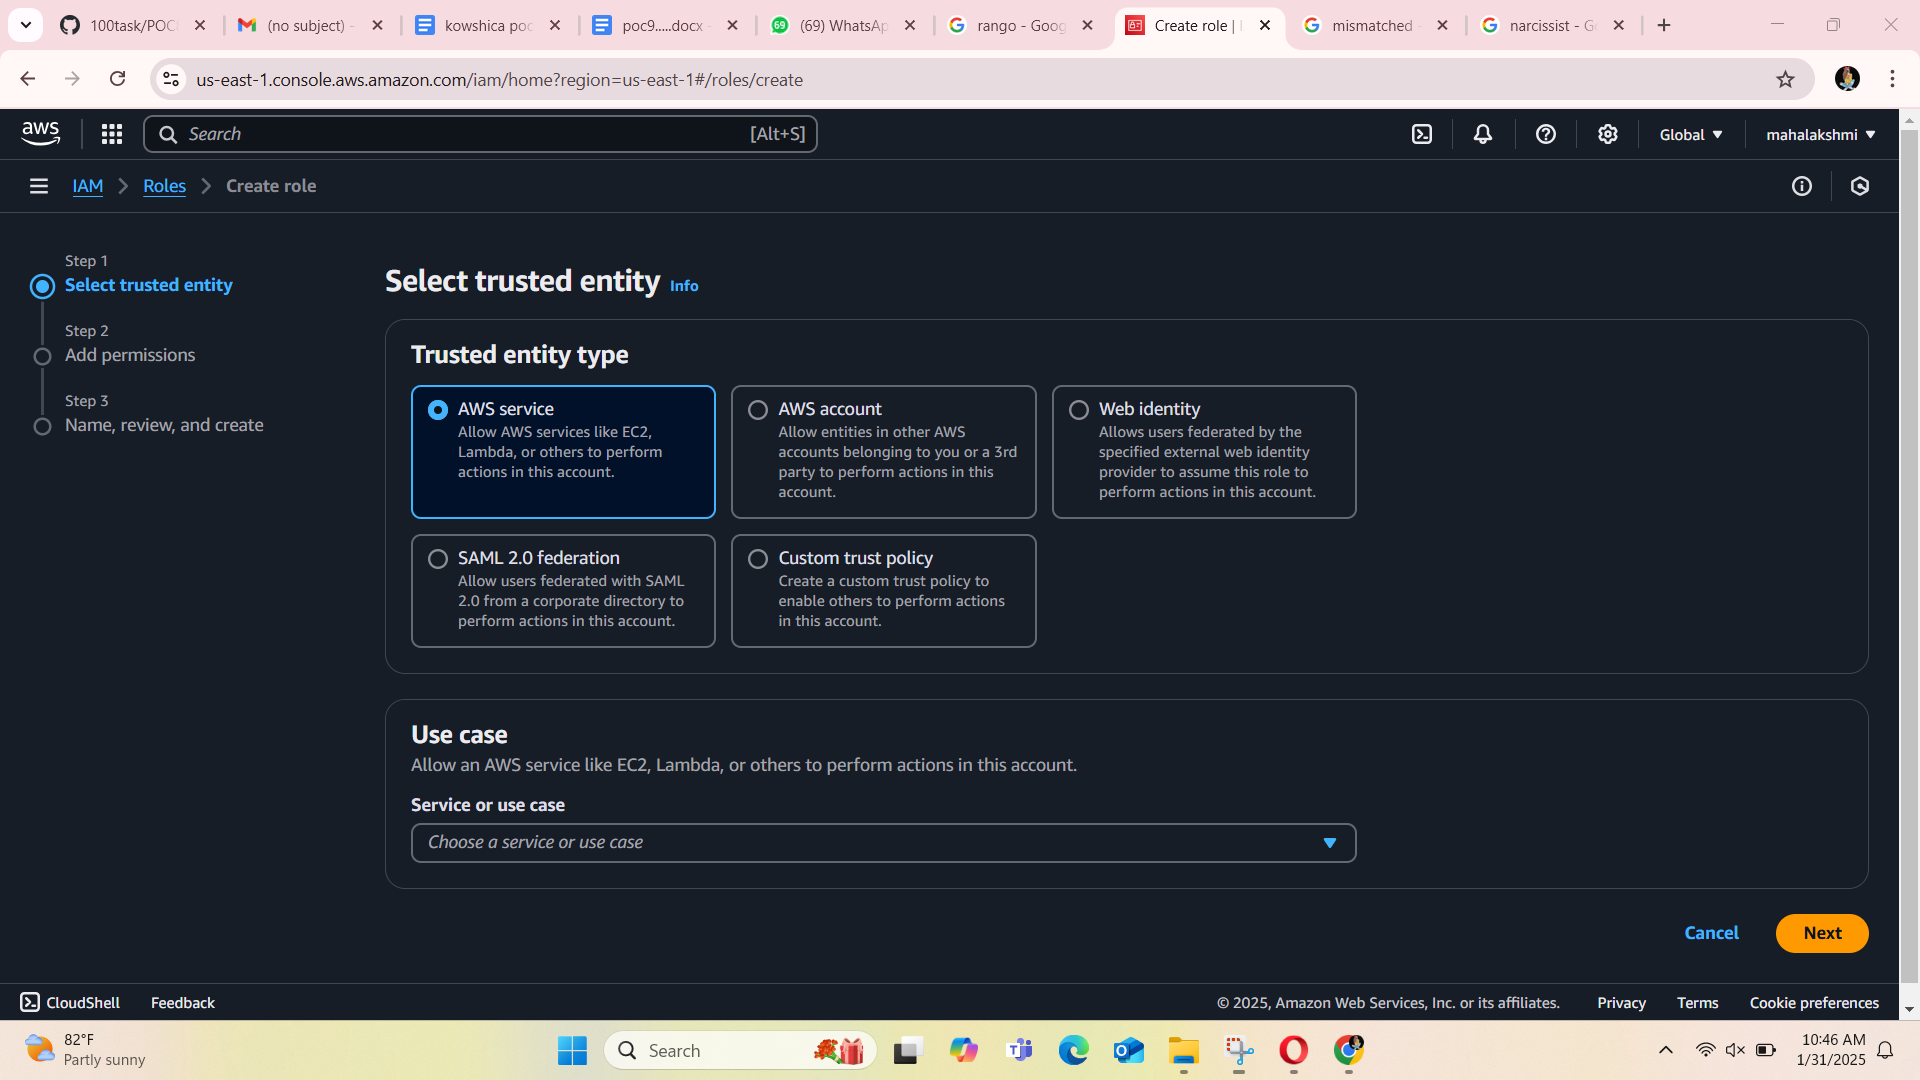 100task/POC
(no subject) -
kowshica poc
poc9.....docx -
(69) WhatsAp
rango - Goog
Create role |
mismatched -
narcissist - G
us-east-1.console.aws.amazon.com/iam/home?region=us-east-1#/roles/create
aws
Search
[Alt+S]
Global
mahalakshmi
IAM
Roles
Create role
Step 1
Select trusted entity
Step 2
Add permissions
Step 3
Name, review, and create
Select trusted entity Info
Trusted entity type
AWS service
Allow AWS services like EC2,
Lambda, or others to perform
actions in this account.
AWS account
Allow entities in other AWS
accounts belonging to you or a 3rd
party to perform actions in this
account.
Web identity
Allows users federated by the
specified external web identity
provider to assume this role to
perform actions in this account.
SAML 2.0 federation
Allow users federated with SAML
2.0 from a corporate directory to
perform actions in this account.
Custom trust policy
Create a custom trust policy to
enable others to perform actions
in this account.
Use case
Allow an AWS service like EC2, Lambda, or others to perform actions in this account.
Service or use case
Choose a service or use case
Cancel
Next
CloudShell
Feedback
© 2025, Amazon Web Services, Inc. or its affiliates.
Privacy
Terms
Cookie preferences
82°F
Partly sunny
Search
10:46 AM
1/31/2025